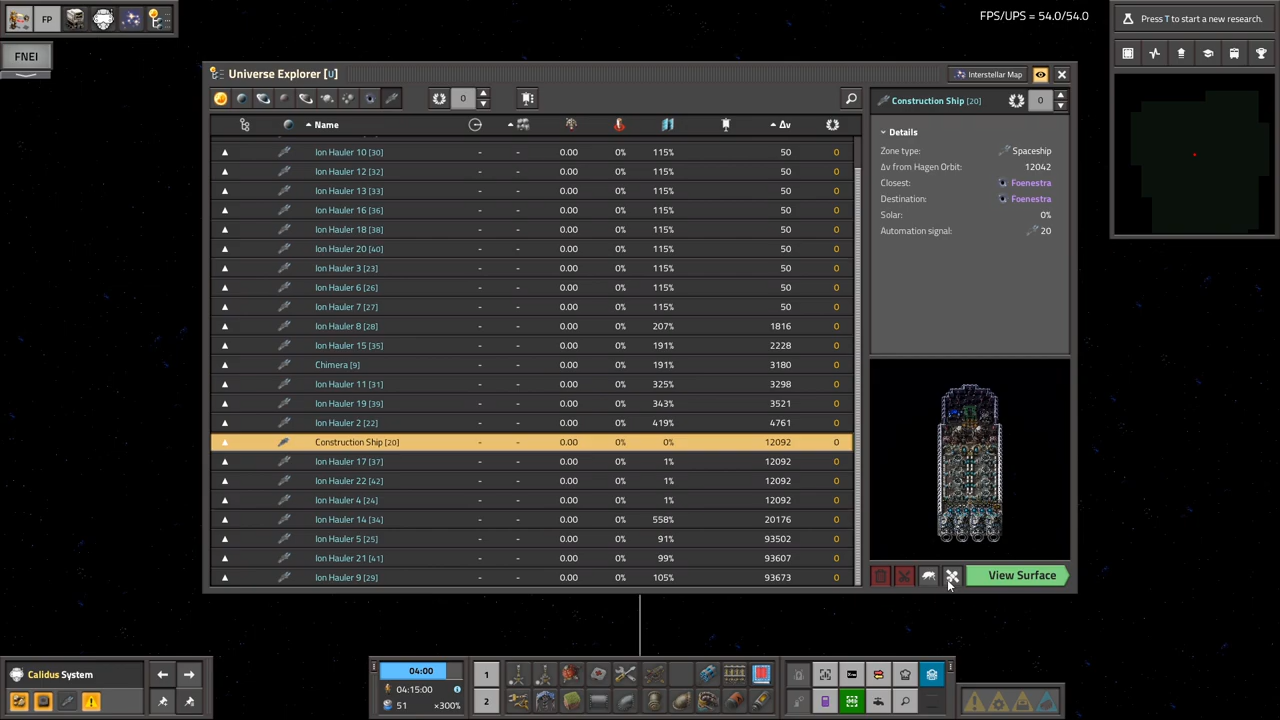 FP
FPS/UPS = 54.0/54.0
Press T to start a new research.
FNEI
Universe Explorer [U]
Interstellar Map
0
Construction Ship [20]
0
Name
Δv
Details
Zone type: Spaceship
Δv from Hagen Orbit: 12042
Closest: Foenestra
Destination: Foenestra
Solar: 0%
Automation signal: 20
Ion Hauler 10 [30] - - 0.00 0% 115% 50 0
Ion Hauler 12 [32] - - 0.00 0% 115% 50 0
Ion Hauler 13 [33] - - 0.00 0% 115% 50 0
Ion Hauler 16 [36] - - 0.00 0% 115% 50 0
Ion Hauler 18 [38] - - 0.00 0% 115% 50 0
Ion Hauler 20 [40] - - 0.00 0% 115% 50 0
Ion Hauler 3 [23] - - 0.00 0% 115% 50 0
Ion Hauler 6 [26] - - 0.00 0% 115% 50 0
Ion Hauler 7 [27] - - 0.00 0% 115% 50 0
Ion Hauler 8 [28] - - 0.00 0% 207% 1816 0
Ion Hauler 15 [35] - - 0.00 0% 191% 2228 0
Chimera [9] - - 0.00 0% 191% 3180 0
Ion Hauler 11 [31] - - 0.00 0% 325% 3298 0
Ion Hauler 19 [39] - - 0.00 0% 343% 3521 0
Ion Hauler 2 [22] - - 0.00 0% 419% 4761 0
Construction Ship [20] - - 0.00 0% 0% 12092 0
Ion Hauler 17 [37] - - 0.00 0% 1% 12092 0
Ion Hauler 22 [42] - - 0.00 0% 1% 12092 0
Ion Hauler 4 [24] - - 0.00 0% 1% 12092 0
Ion Hauler 14 [34] - - 0.00 0% 558% 20176 0
Ion Hauler 5 [25] - - 0.00 0% 91% 93502 0
Ion Hauler 21 [41] - - 0.00 0% 99% 93607 0
Ion Hauler 9 [29] - - 0.00 0% 105% 93673 0
View Surface
Calidus System
04:00
04:15:00
51 ×300%
1
2